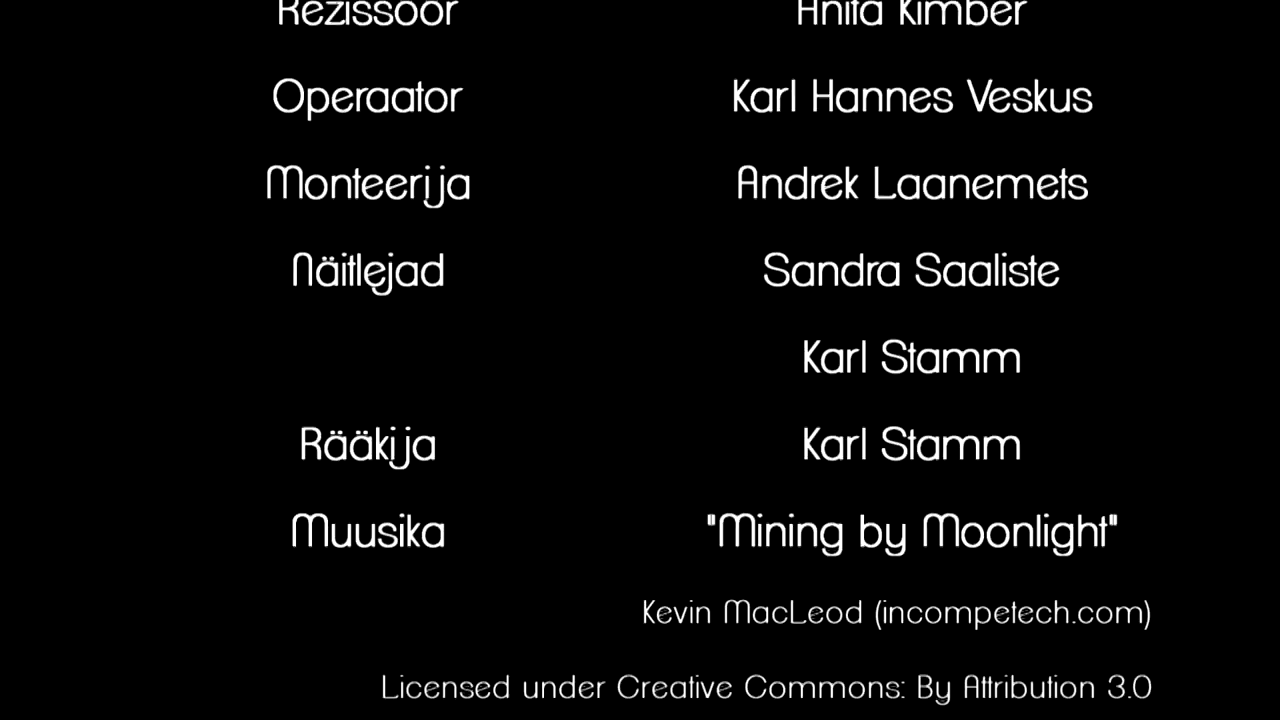 Rezissöör Anita Kimber
Operaator Karl Hannes Veskus
Monteerija Andrek Laanemets
Näitlejad Sandra Saaliste
Karl Stamm
Rääkija Karl Stamm
Muusika "Mining by Moonlight"
Kevin MacLeod (incompetech.com)
Licensed under Creative Commons: By Attribution 3.0